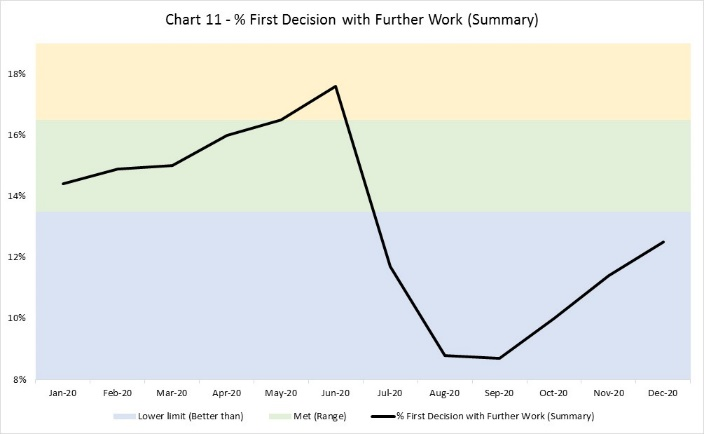 Chart 11 - % First Decision with Further Work (Summary)
18%
16%
14%
12%
10%
8%
Jan-20 Feb-20 Mar-20 Apr-20 May-20 Jun-20 Jul-20 Aug-20 Sep-20 Oct-20 Nov-20 Dec-20
Lower limit (Better than) Met (Range) % First Decision with Further Work (Summary)